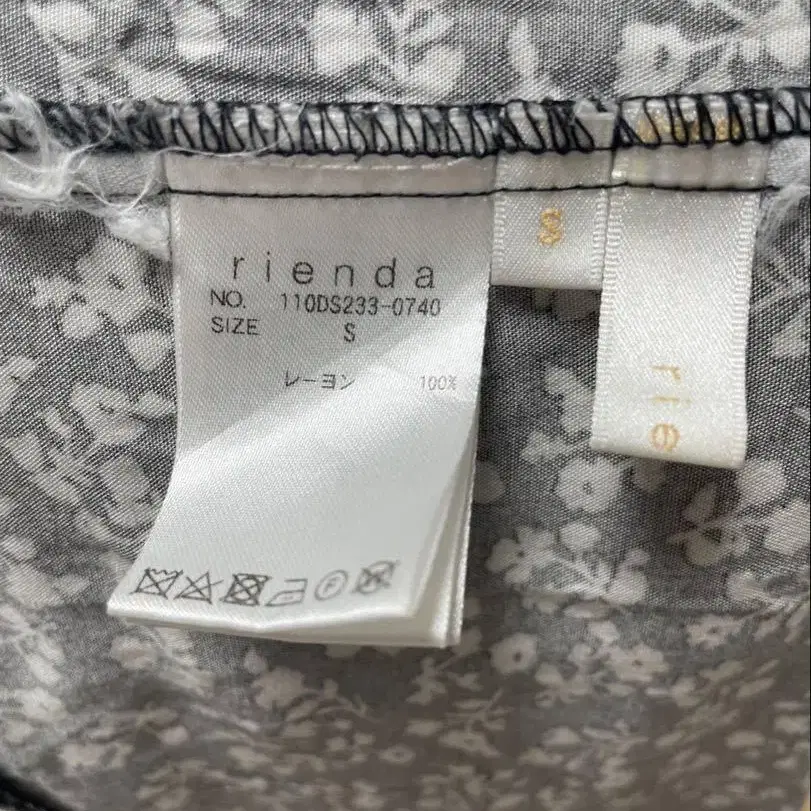 rienda
NO. 110DS233-0740
SIZE S
レーヨン 100%
P
S
rie